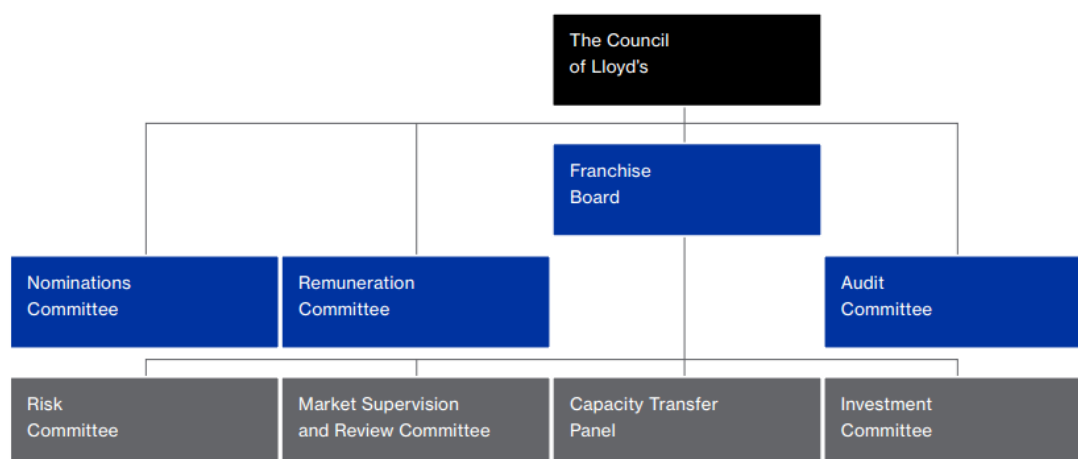 The Council
of Lloyd's
Franchise
Board
Nominations
Committee
Remuneration
Committee
Audit
Committee
Risk
Committee
Market Supervision
and Review Committee
Capacity Transfer
Panel
Investment
Committee